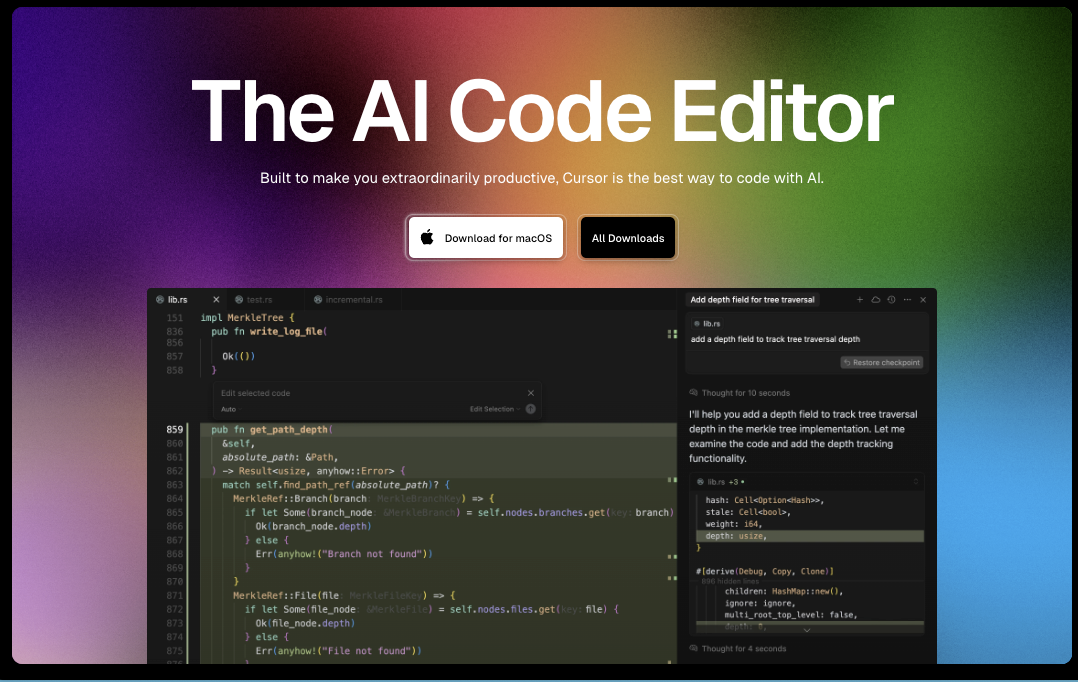 The AI Code Editor
Built to make you extraordinarily productive, Cursor is the best way to code with AI.
Download for macOS
All Downloads
lib.rs
test.rs
incremental.rs
151 impl MerkleTree {
836 pub fn write_log_file(
856
857 Ok(())
858 }
Edit selected code
Auto
Edit Selection
859 pub fn get_path_depth(
860 &self,
861 absolute_path: &Path,
862 ) -> Result<usize, anyhow::Error> {
863 match self.find_path_ref(absolute_path)? {
864 MerkleRef::Branch(branch: MerkleBranchKey) => {
865 if let Some(branch_node: &MerkleBranch) = self.nodes.branches.get(key: branch)
866 Ok(branch_node.depth)
867 } else {
868 Err(anyhow!("Branch not found"))
869 }
870 }
871 MerkleRef::File(file: MerkleFileKey) => {
872 if let Some(file_node: &MerkleFile) = self.nodes.files.get(key: file) {
873 Ok(file_node.depth)
874 } else {
875 Err(anyhow!("File not found"))
876 }
Add depth field for tree traversal
lib.rs
add a depth field to track tree traversal depth
Restore checkpoint
Thought for 10 seconds
I'll help you add a depth field to track tree traversal
depth in the merkle tree implementation. Let me
examine the code and add the depth tracking
functionality.
lib.rs +3
hash: Cell<Option<Hash>>,
stale: Cell<bool>,
weight: i64,
depth: usize,
}
#[derive(Debug, Copy, Clone)]
896 hidden lines
children: HashMap::new(),
ignore: ignore,
multi_root_top_level: false,
depth: 0,
Thought for 4 seconds